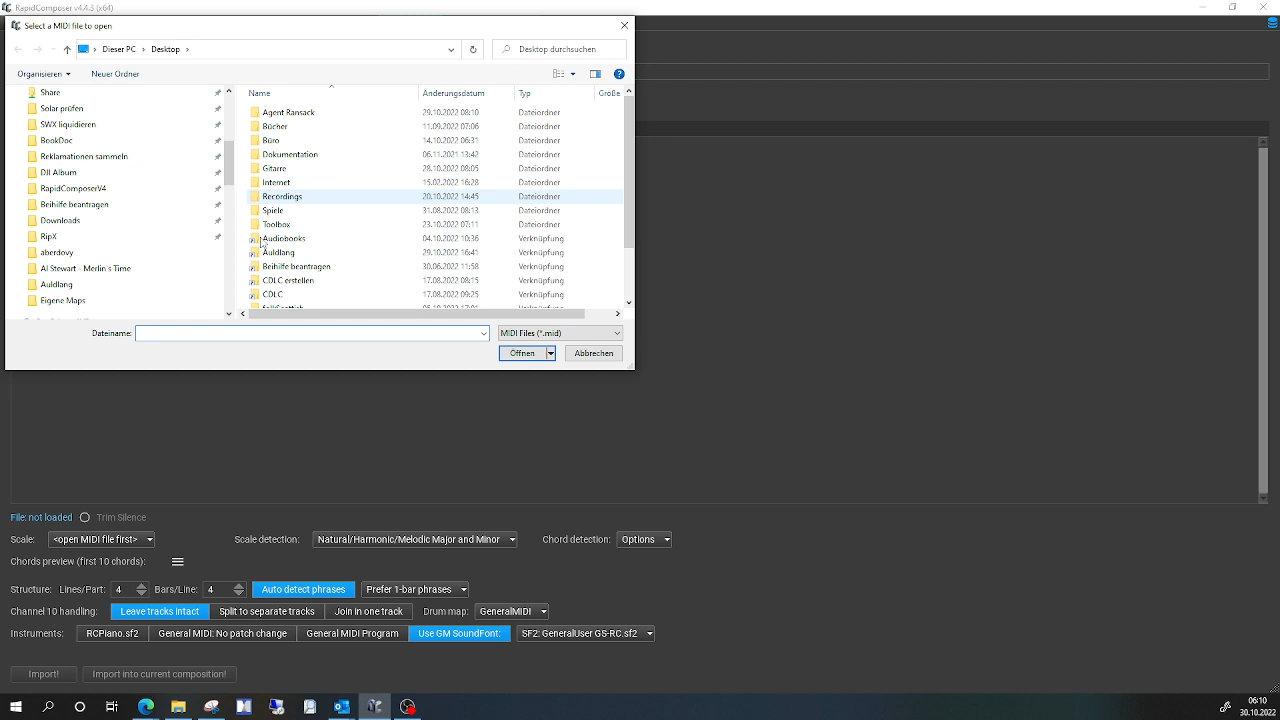 RapidComposer v4.4.3 (x64)
Select a MIDI file to open
Dieser PC › Desktop ›
Desktop durchsuchen
Organisieren
Neuer Ordner
Share
Solar prüfen
SWX liquidieren
BookDoc
Reklamationen sammeln
DJI Album
RapidComposerV4
Beihilfe beantragen
Downloads
RipX
aberdovy
Al Stewart - Merlin's Time
Auldlang
Eigene Maps
Name Änderungsdatum Typ Größe
Agent Ransack 29.10.2022 08:10 Dateiordner
Bücher 11.09.2022 07:06 Dateiordner
Büro 14.10.2022 06:31 Dateiordner
Dokumentation 06.11.2021 13:42 Dateiordner
Gitarre 28.10.2022 08:05 Dateiordner
Internet 15.02.2022 16:28 Dateiordner
Recordings 20.10.2022 14:45 Dateiordner
Spiele 31.08.2022 08:13 Dateiordner
Toolbox 23.10.2022 07:11 Dateiordner
Audiobooks 04.10.2022 10:36 Verknüpfung
Auldlang 29.10.2022 16:41 Verknüpfung
Beihilfe beantragen 30.06.2022 11:58 Verknüpfung
CDLC erstellen 17.08.2022 08:15 Verknüpfung
CDLC 17.08.2022 09:25 Verknüpfung
Dateiname:
MIDI Files (*.mid)
Öffnen
Abbrechen
File: not loaded Trim Silence
Scale: <open MIDI file first> Scale detection: Natural/Harmonic/Melodic Major and Minor Chord detection: Options
Chords preview (first 10 chords):
Structure: Lines/Part: 4 Bars/Line: 4 Auto detect phrases Prefer 1-bar phrases
Channel 10 handling: Leave tracks intact Split to separate tracks Join in one track Drum map: GeneralMIDI
Instruments: RCPiano.sf2 General MIDI: No patch change General MIDI Program Use GM SoundFont: SF2: GeneralUser GS-RC.sf2
Import! Import into current composition!
06:10
30.10.2022